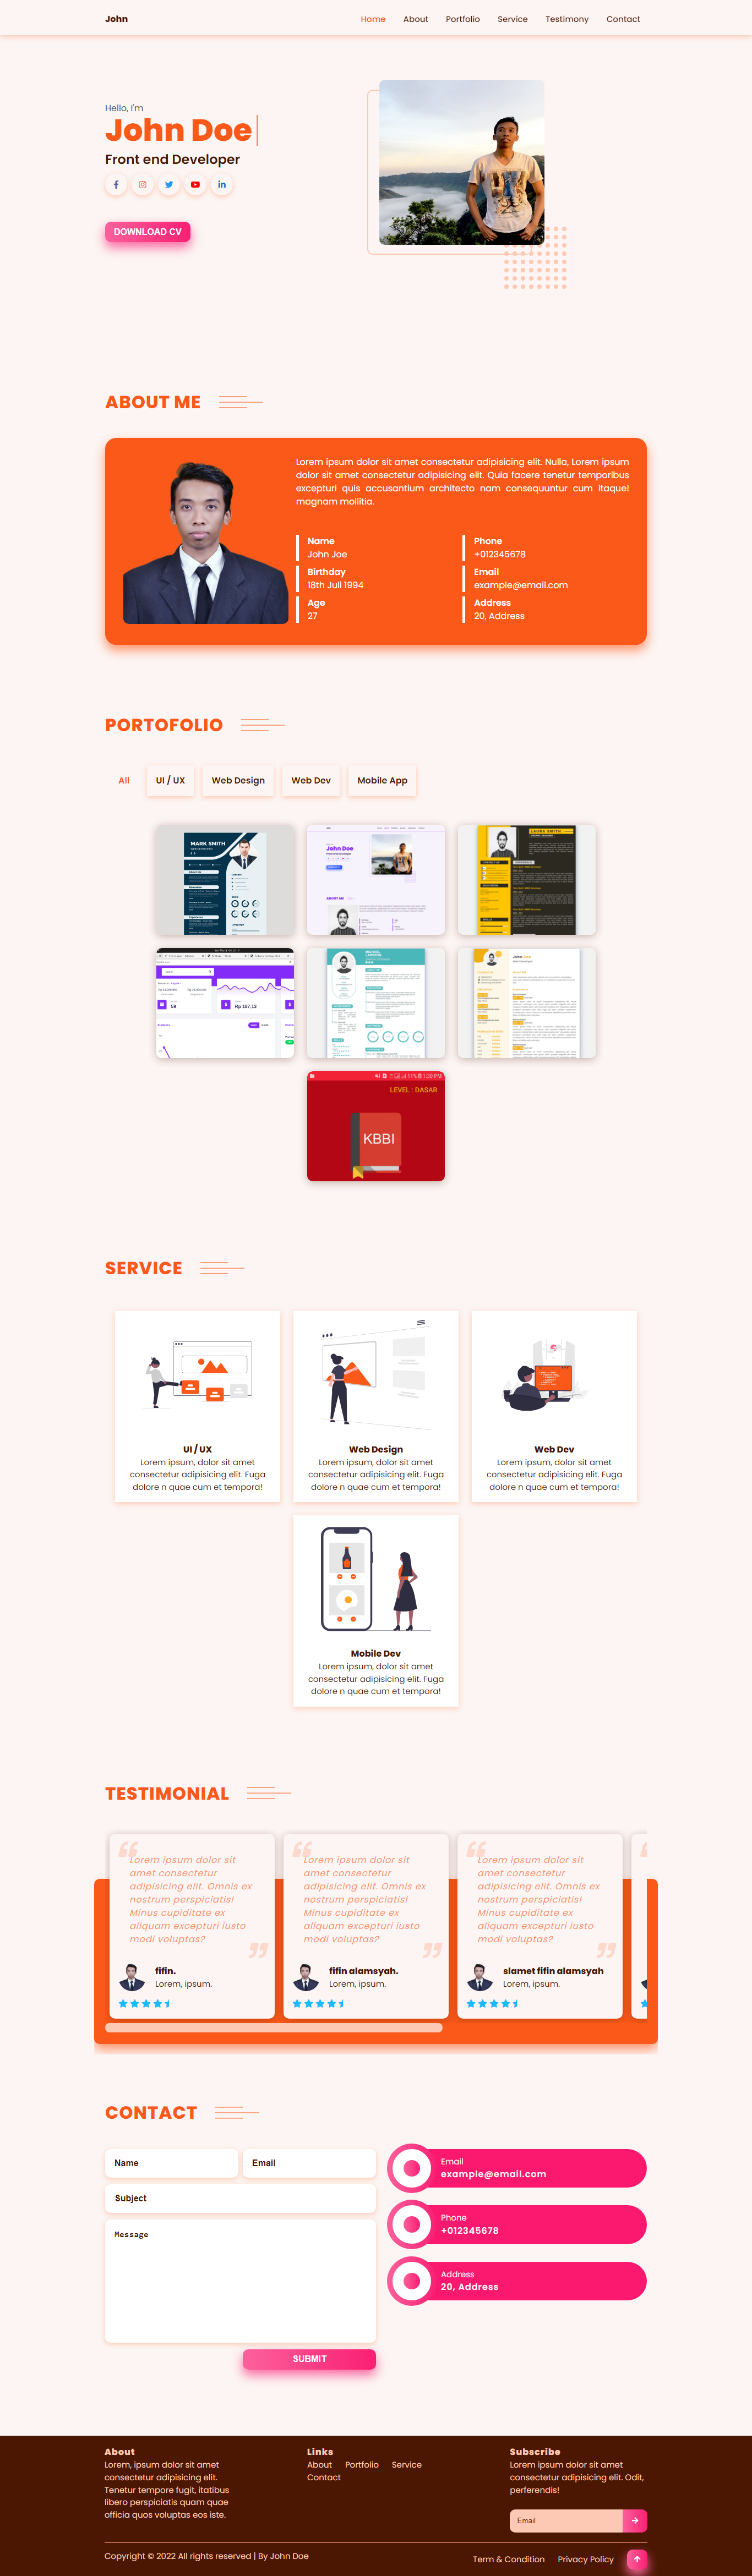 John
Home About Portfolio Service Testimony Contact
Hello, I'm
John Doe
Front end Developer
DOWNLOAD CV
ABOUT ME
Lorem ipsum dolor sit amet consectetur adipisicing elit. Nulla, Lorem ipsum
dolor sit amet consectetur adipisicing elit. Quia facere tenetur temporibus
excepturi quis accusantium architecto nam consequuntur cum itaque!
magnam mollitia.
Name
John Joe
Phone
+012345678
Birthday
18th Juli 1994
Email
example@email.com
Age
27
Address
20, Address
PORTOFOLIO
All UI / UX Web Design Web Dev Mobile App
MARK SMITH
John Doe
ABOUT ME
Rp 187,13
59
11% 1:30 PM
LEVEL : DASAR
KBBI
SERVICE
UI / UX
Lorem ipsum, dolor sit amet
consectetur adipisicing elit. Fuga
dolore n quae cum et tempora!
Web Design
Lorem ipsum, dolor sit amet
consectetur adipisicing elit. Fuga
dolore n quae cum et tempora!
Web Dev
Lorem ipsum, dolor sit amet
consectetur adipisicing elit. Fuga
dolore n quae cum et tempora!
Mobile Dev
Lorem ipsum, dolor sit amet
consectetur adipisicing elit. Fuga
dolore n quae cum et tempora!
TESTIMONIAL
Lorem ipsum dolor sit
amet consectetur
adipisicing elit. Omnis ex
nostrum perspiciatis!
Minus cupiditate ex
aliquam excepturi iusto
modi voluptas?
fifin.
Lorem, ipsum.
Lorem ipsum dolor sit
amet consectetur
adipisicing elit. Omnis ex
nostrum perspiciatis!
Minus cupiditate ex
aliquam excepturi iusto
modi voluptas?
fifin alamsyah.
Lorem, ipsum.
Lorem ipsum dolor sit
amet consectetur
adipisicing elit. Omnis ex
nostrum perspiciatis!
Minus cupiditate ex
aliquam excepturi iusto
modi voluptas?
slamet fifin alamsyah
Lorem, ipsum.
CONTACT
Name
Email
Subject
Message
SUBMIT
Email
example@email.com
Phone
+012345678
Address
20, Address
About
Lorem, ipsum dolor sit amet
consectetur adipisicing elit.
Tenetur tempore fugit, itatibus
libero perspiciatis quam quae
officia quos voluptas eos iste.
Links
About Portfolio Service
Contact
Subscribe
Lorem ipsum dolor sit amet
consectetur adipisicing elit. Odit,
perferendis!
Email
Copyright © 2022 All rights reserved | By John Doe
Term & Condition Privacy Policy